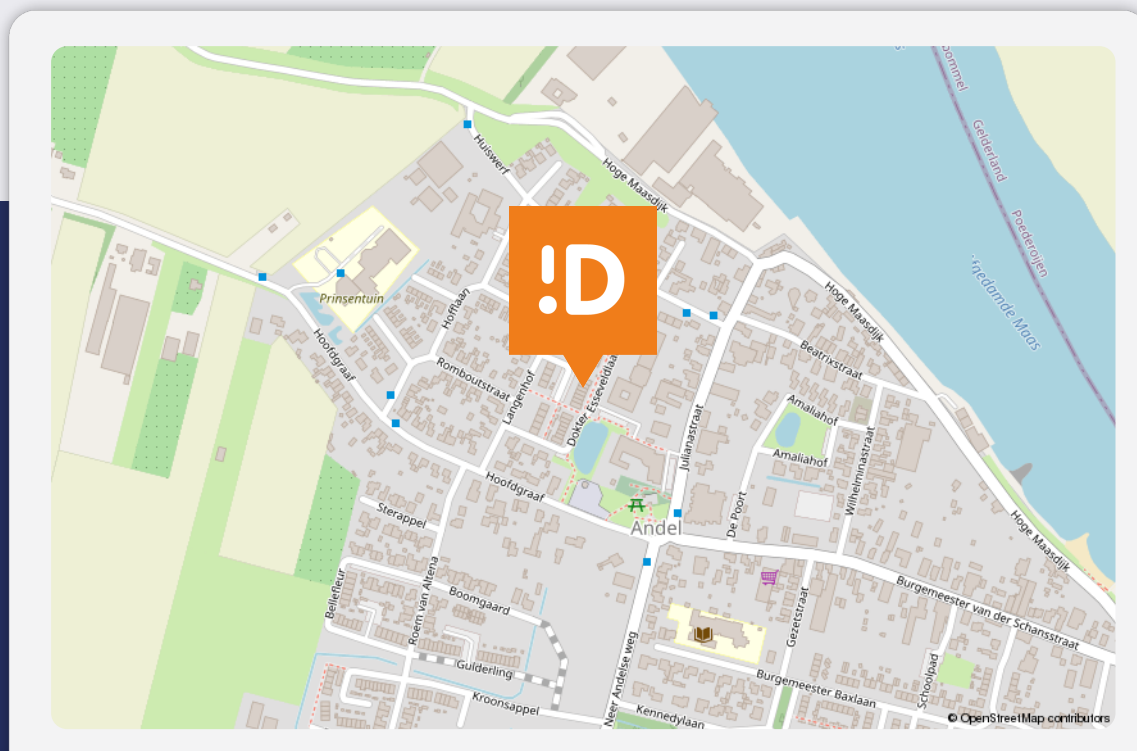 ommel
Gelderland
Poederoijen
Afgedamde Maas
Huiswerf
Hoge Maasdijk
!D
Prinsentuin
Hofflaan
Hoge Maasdijk
Hoofdgraaf
Beatrixstraat
Romboutstraat
Langenhof
Dokter Esseveldlaa
Julianastraat
Amaliahof
Amaliahof
Wilhelminastraat
De Poort
Hoofdgraaf
Sterappel
Andel
Hoge Maasdijk
Bellefleur
Roem van Altena
Boomgaard
Burgemeester van der Schansstraat
Gezetstraat
Neer Andelse weg
Gulderling
Burgemeester Baxlaan
Schoolpad
Kroonsappel
Kennedylaan
© OpenStreetMap contributors